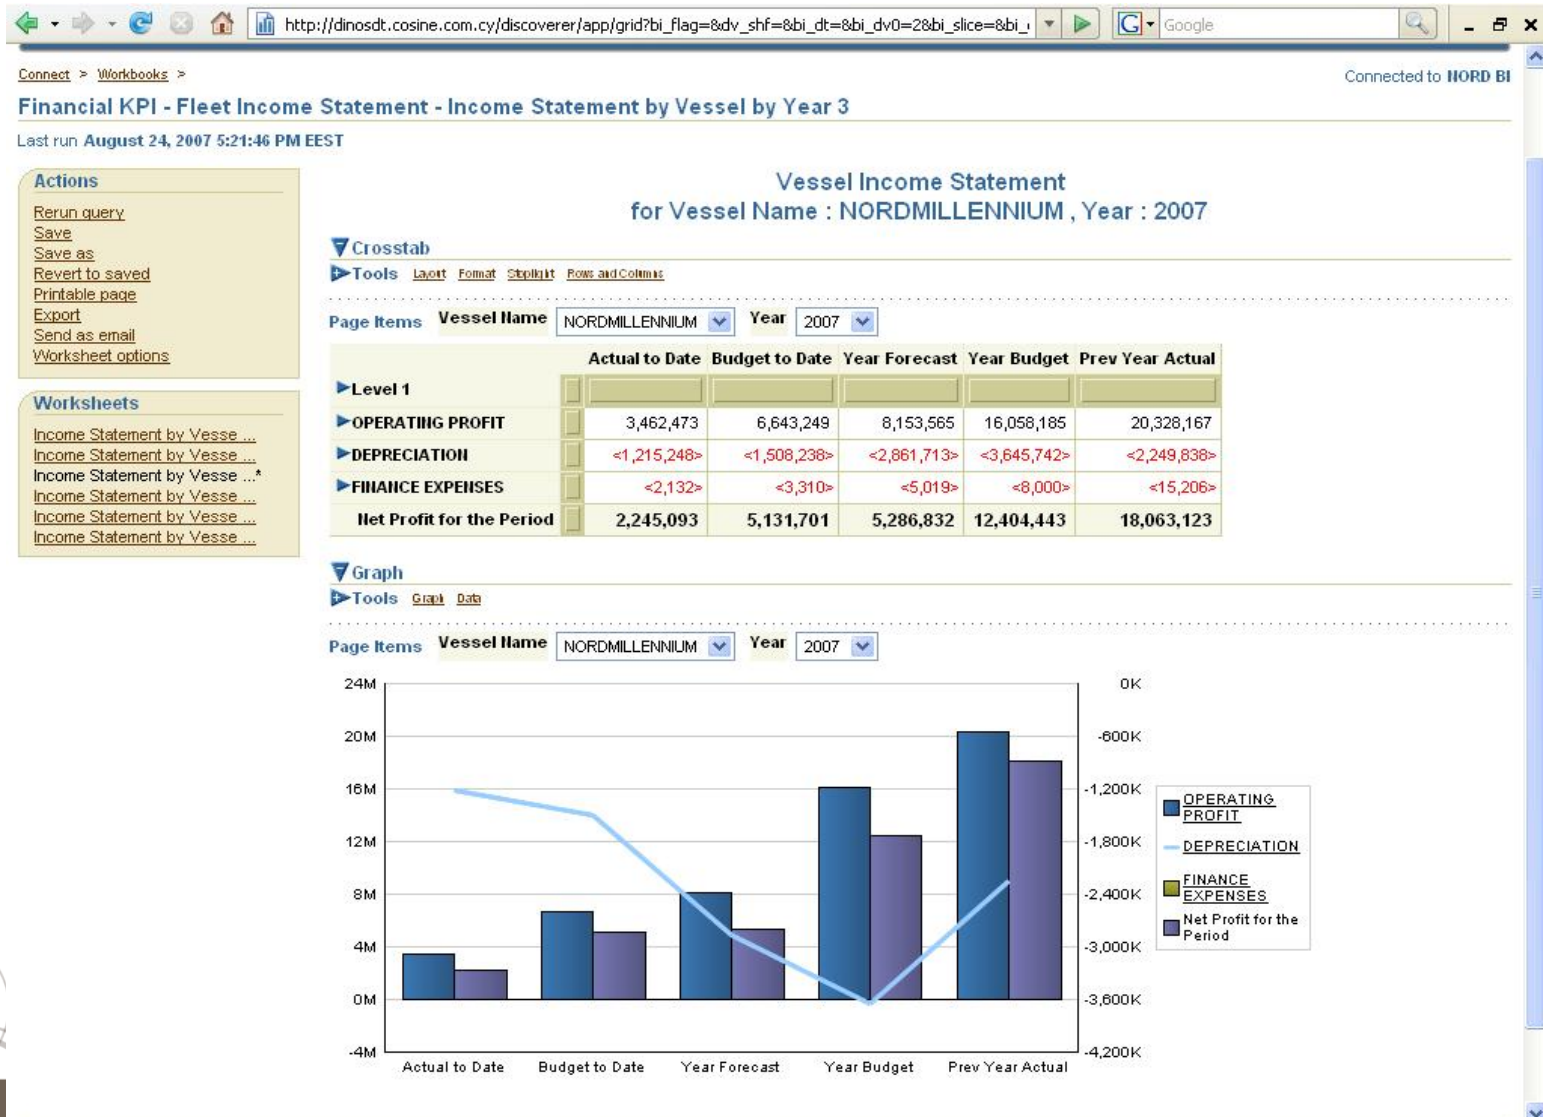 http://dinosdt.cosine.com.cy/discoverer/app/grid?bi_flag=&dv_shf=&bi_dt=&bi_dv0=2&bi_slice=&bi_
Google
Connect > Workbooks >
Connected to NORD BI
Financial KPI - Fleet Income Statement - Income Statement by Vessel by Year 3
Last run August 24, 2007 5:21:46 PM EEST
Actions
Rerun query
Save
Save as
Revert to saved
Printable page
Export
Send as email
Worksheet options
Worksheets
Income Statement by Vesse ...
Income Statement by Vesse ...
Income Statement by Vesse ...*
Income Statement by Vesse ...
Income Statement by Vesse ...
Income Statement by Vesse ...
Vessel Income Statement
for Vessel Name : NORDMILLENNIUM , Year : 2007
Crosstab
Tools Layout Format Stoplight Rows and Columns
Page Items Vessel Name NORDMILLENNIUM Year 2007
Actual to Date Budget to Date Year Forecast Year Budget Prev Year Actual
Level 1
OPERATING PROFIT 3,462,473 6,643,249 8,153,565 16,058,185 20,328,167
DEPRECIATION <1,215,248> <1,508,238> <2,861,713> <3,645,742> <2,249,838>
FINANCE EXPENSES <2,132> <3,310> <5,019> <8,000> <15,206>
Net Profit for the Period 2,245,093 5,131,701 5,286,832 12,404,443 18,063,123
Graph
Tools Graph Data
Page Items Vessel Name NORDMILLENNIUM Year 2007
24M 0K
20M -600K
16M -1,200K
12M -1,800K
8M -2,400K
4M -3,000K
0M -3,600K
-4M -4,200K
Actual to Date Budget to Date Year Forecast Year Budget Prev Year Actual
OPERATING
PROFIT
DEPRECIATION
FINANCE
EXPENSES
Net Profit for the
Period